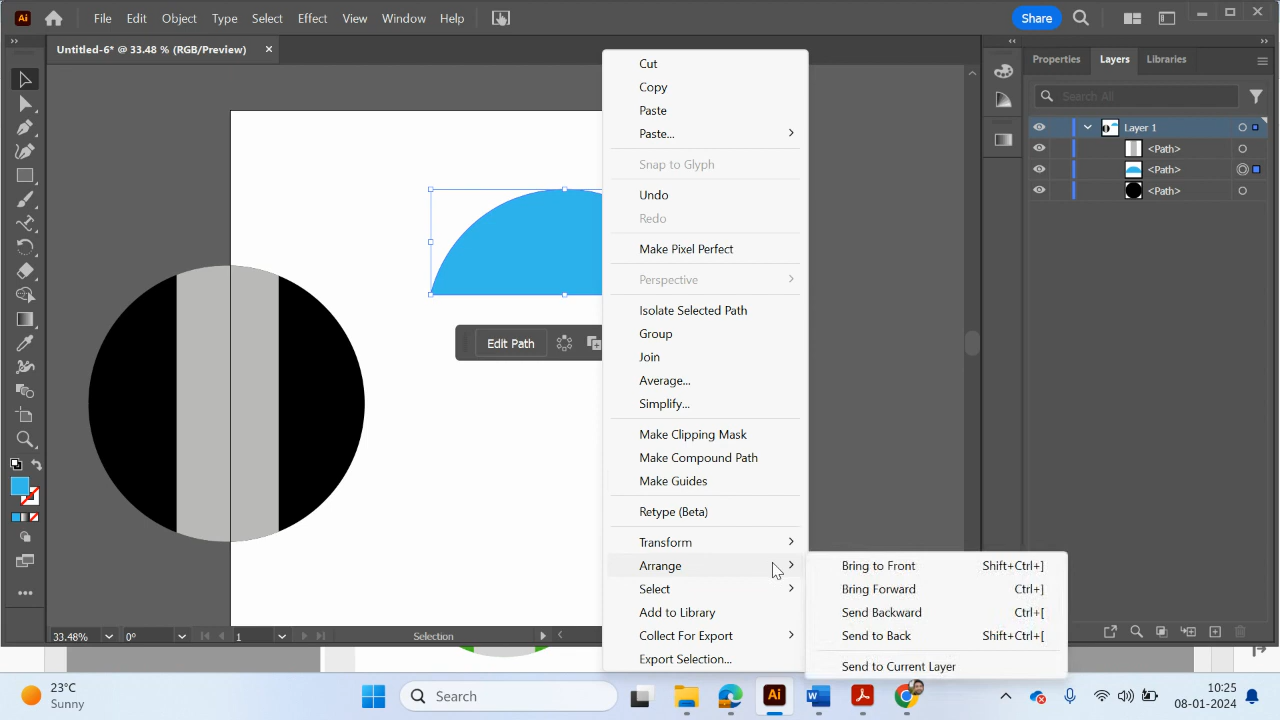 Ai File Edit Object Type Select Effect View Window Help Share
Untitled-6* @ 33.48 % (RGB/Preview)
Cut
Copy
Paste
Paste...
Snap to Glyph
Undo
Redo
Make Pixel Perfect
Perspective
Isolate Selected Path
Group
Join
Average...
Simplify...
Make Clipping Mask
Make Compound Path
Make Guides
Retype (Beta)
Transform
Arrange
Select
Add to Library
Collect For Export
Export Selection...
Bring to Front Shift+Ctrl+]
Bring Forward Ctrl+]
Send Backward Ctrl+[
Send to Back Shift+Ctrl+[
Send to Current Layer
Edit Path
Properties Layers Libraries
Search All
Layer 1
<Path>
<Path>
<Path>
33.48% 0° 1 Selection
23°C
Sunny
Search
Ai
10:25
08-01-2024